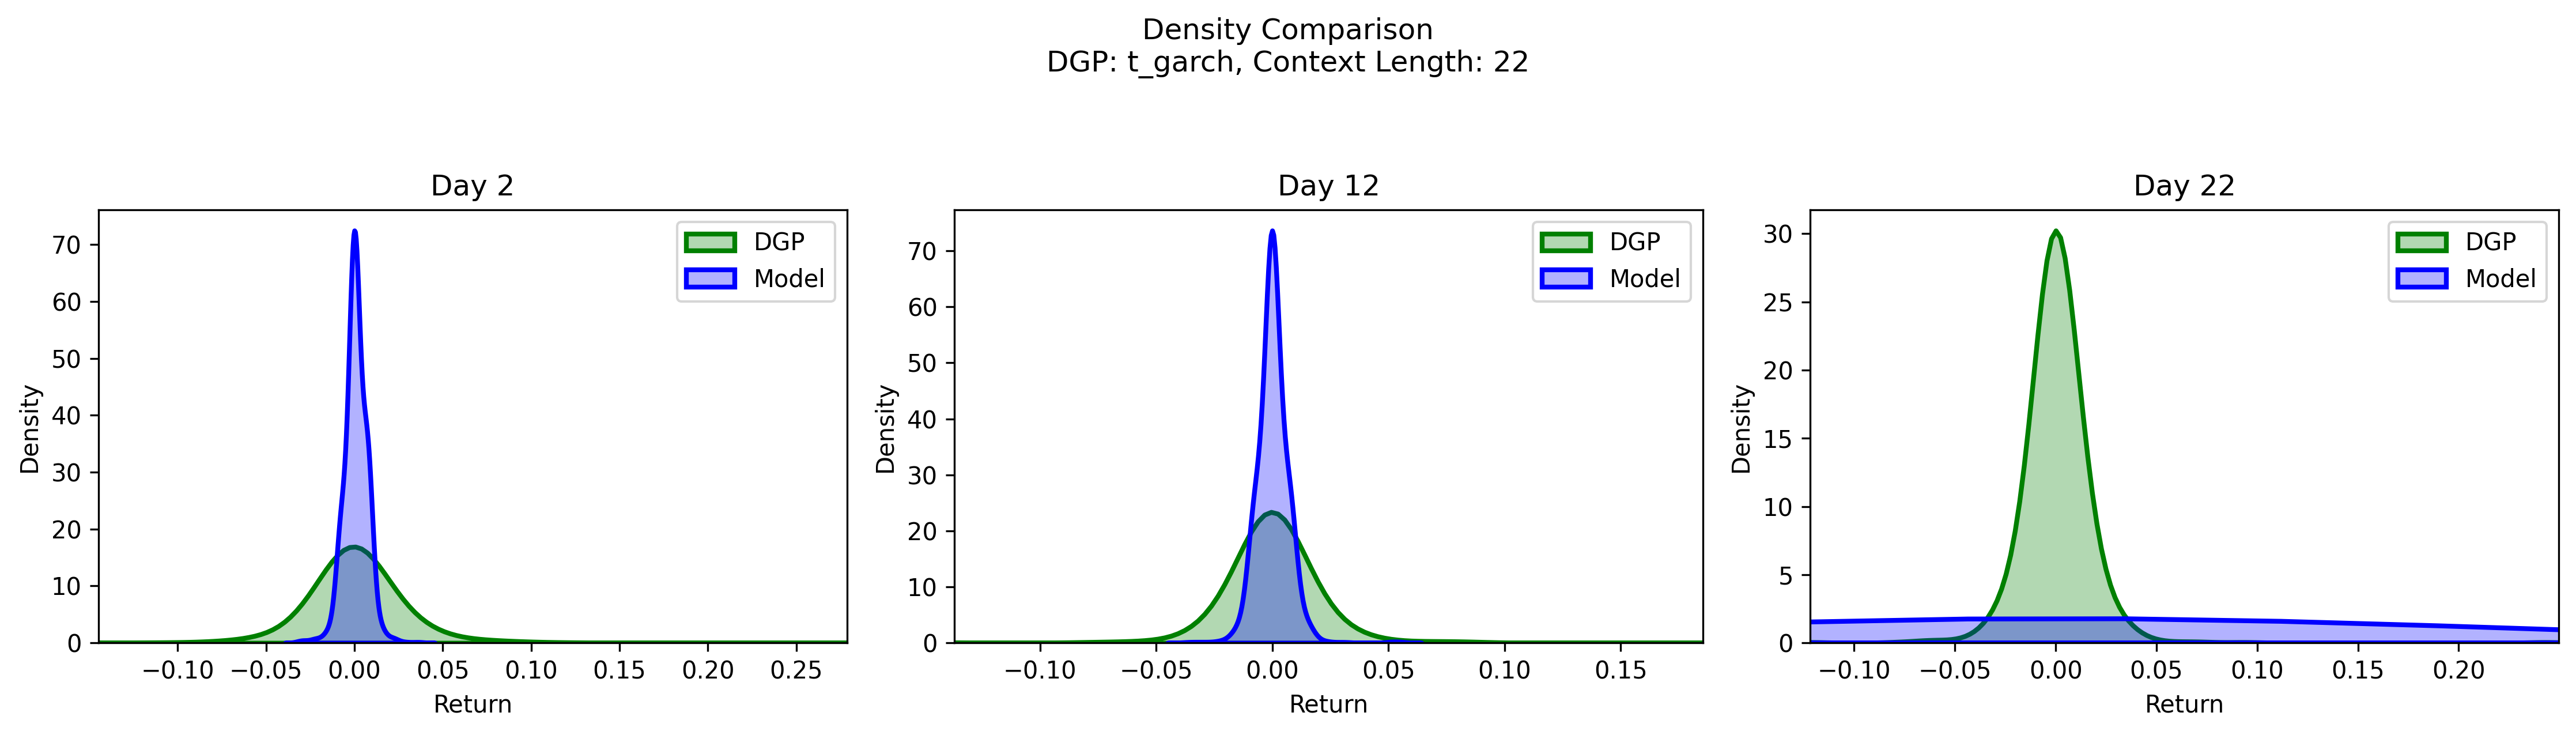 Density Comparison
DGP: t_garch, Context Length: 22
Day 2
70
60
50
40
30
20
10
0
Density
−0.10 −0.05 0.00 0.05 0.10 0.15 0.20 0.25
Return
DGP
Model
Day 12
70
60
50
40
30
20
10
0
Density
−0.10 −0.05 0.00 0.05 0.10 0.15
Return
DGP
Model
Day 22
30
25
20
15
10
5
0
Density
−0.10 −0.05 0.00 0.05 0.10 0.15 0.20
Return
DGP
Model